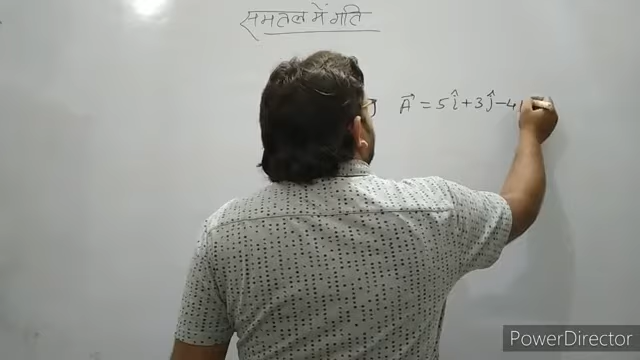 समतल में गति
A⃗ = 5î + 3ĵ − 4
PowerDirector